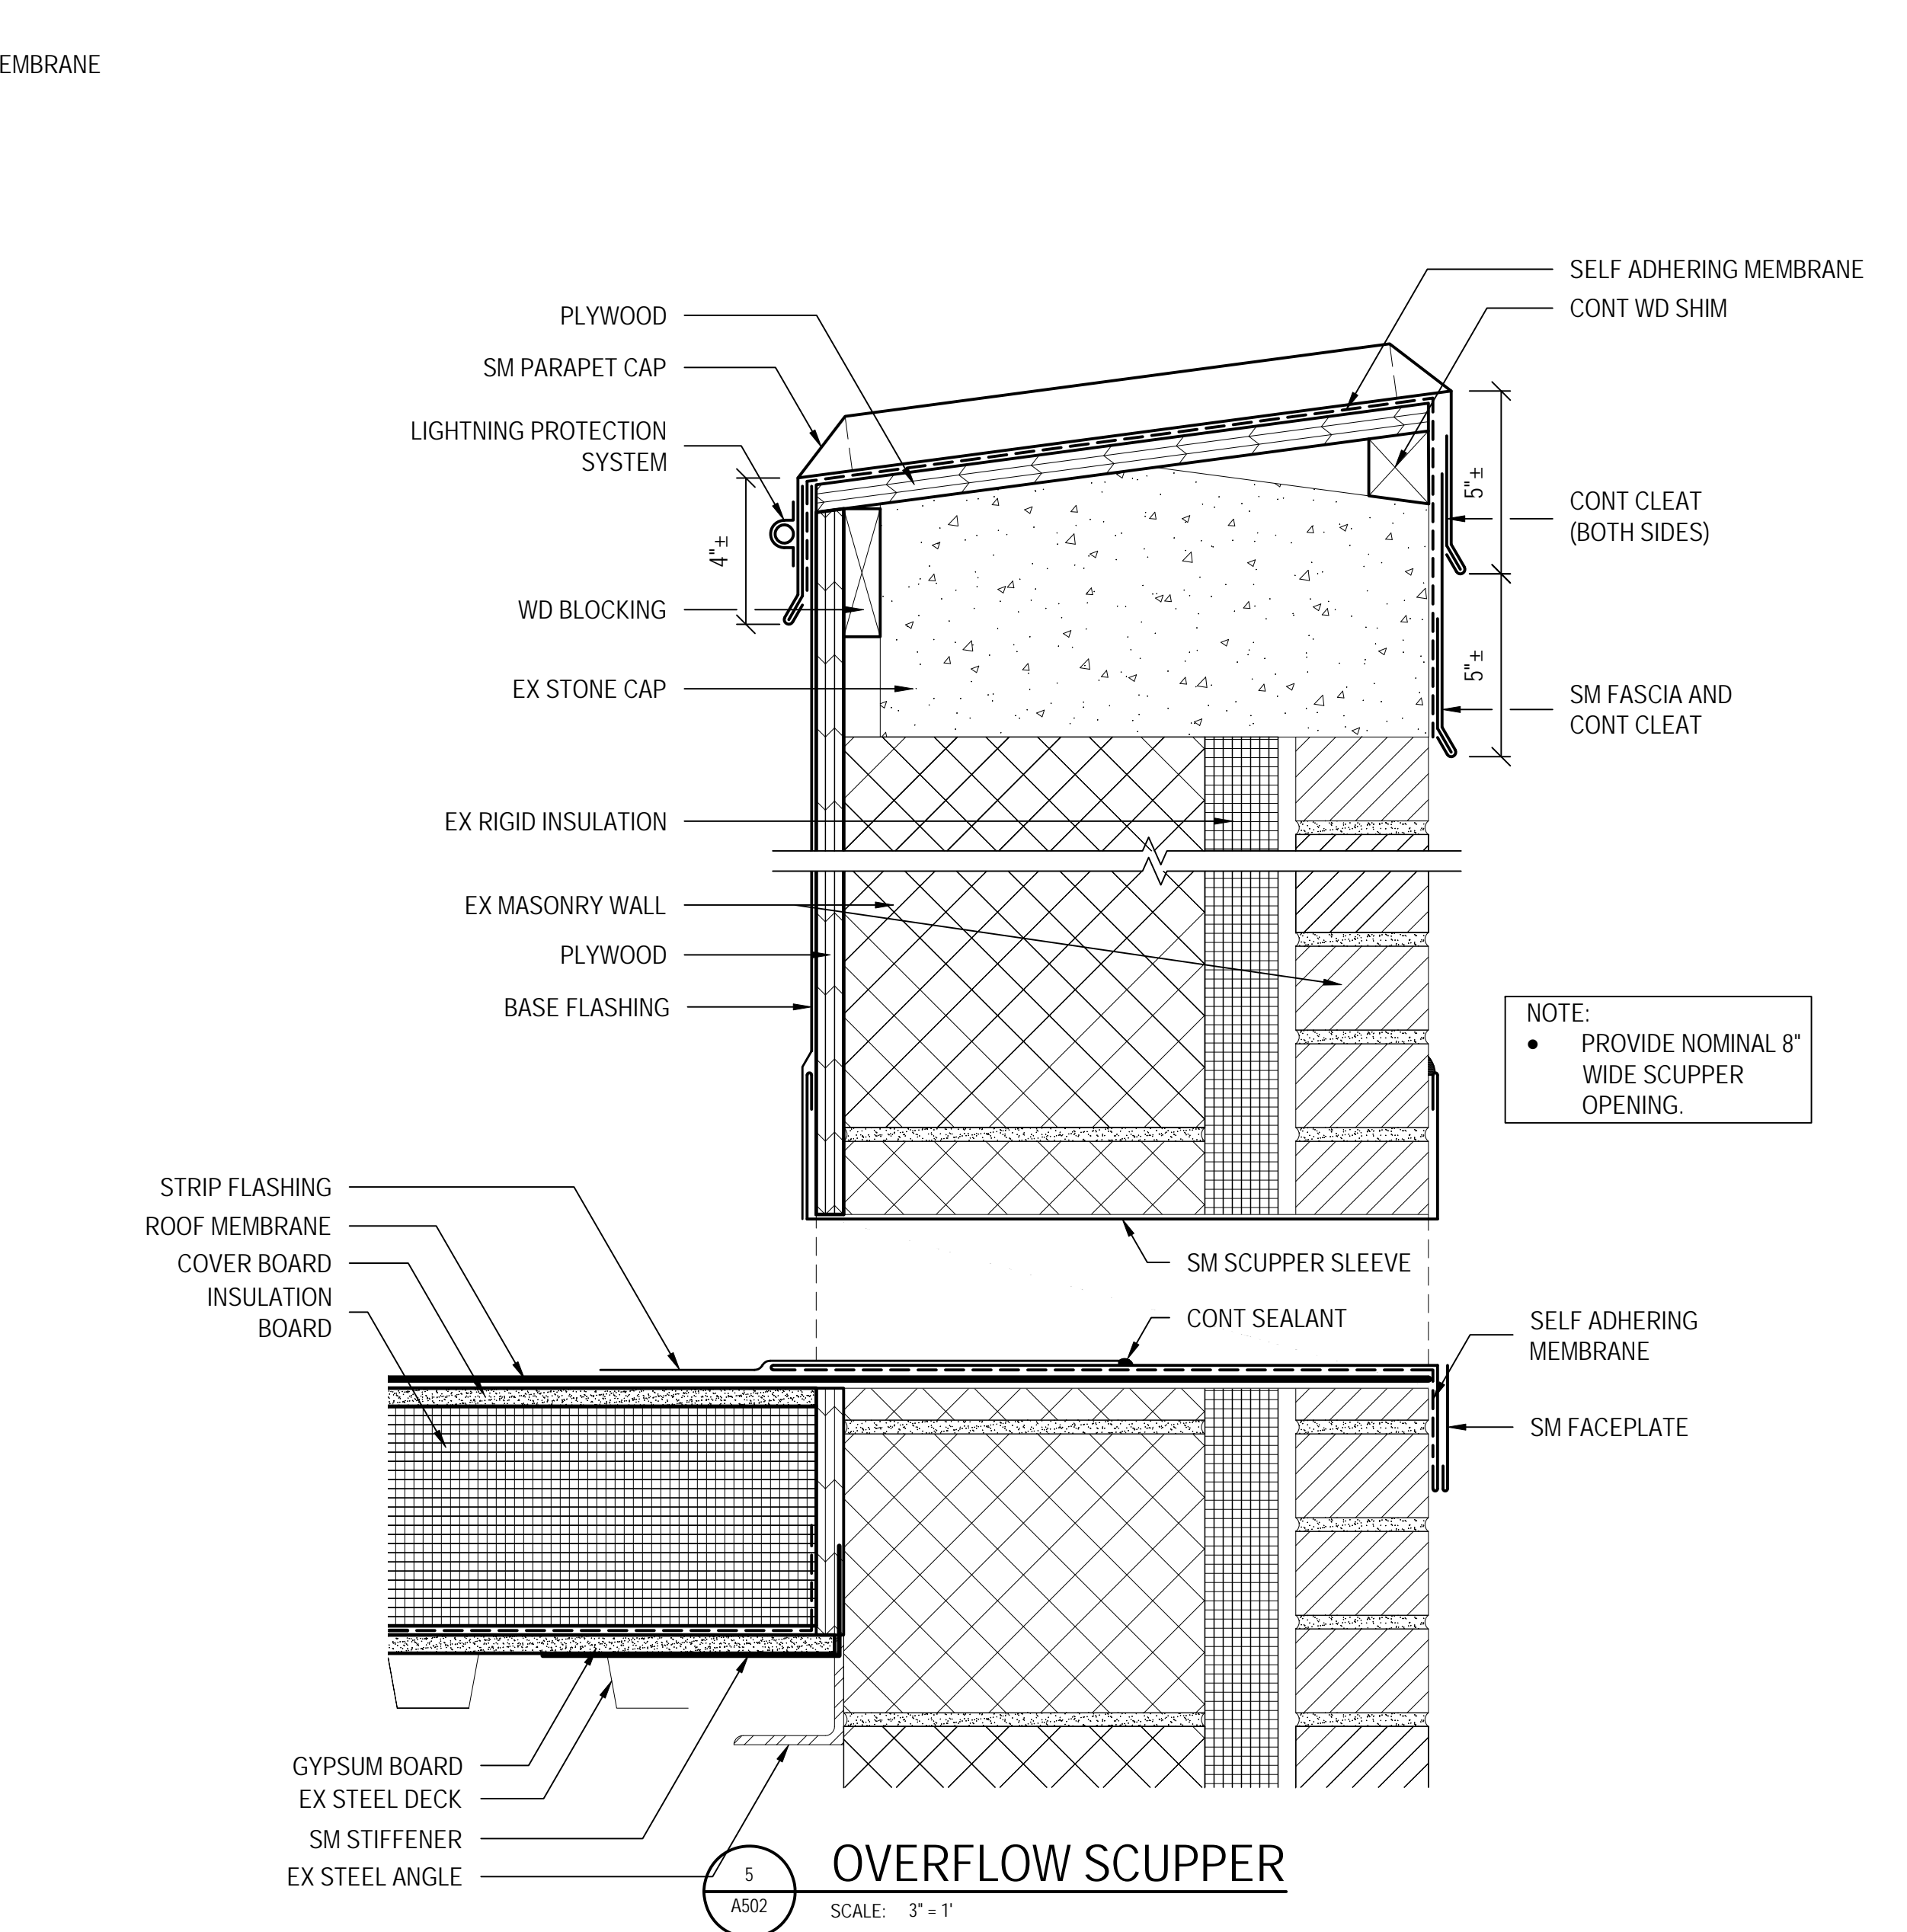 EMBRANE
SELF ADHERING MEMBRANE
CONT WD SHIM
PLYWOOD
SM PARAPET CAP
LIGHTNING PROTECTION
SYSTEM
5"±
CONT CLEAT
(BOTH SIDES)
4"±
WD BLOCKING
EX STONE CAP
5"±
SM FASCIA AND
CONT CLEAT
EX RIGID INSULATION
EX MASONRY WALL
PLYWOOD
BASE FLASHING
NOTE:
● PROVIDE NOMINAL 8"
WIDE SCUPPER
OPENING.
STRIP FLASHING
ROOF MEMBRANE
COVER BOARD
INSULATION
BOARD
SM SCUPPER SLEEVE
CONT SEALANT
SELF ADHERING
MEMBRANE
SM FACEPLATE
GYPSUM BOARD
EX STEEL DECK
SM STIFFENER
EX STEEL ANGLE
5
A502
OVERFLOW SCUPPER
SCALE: 3" = 1'